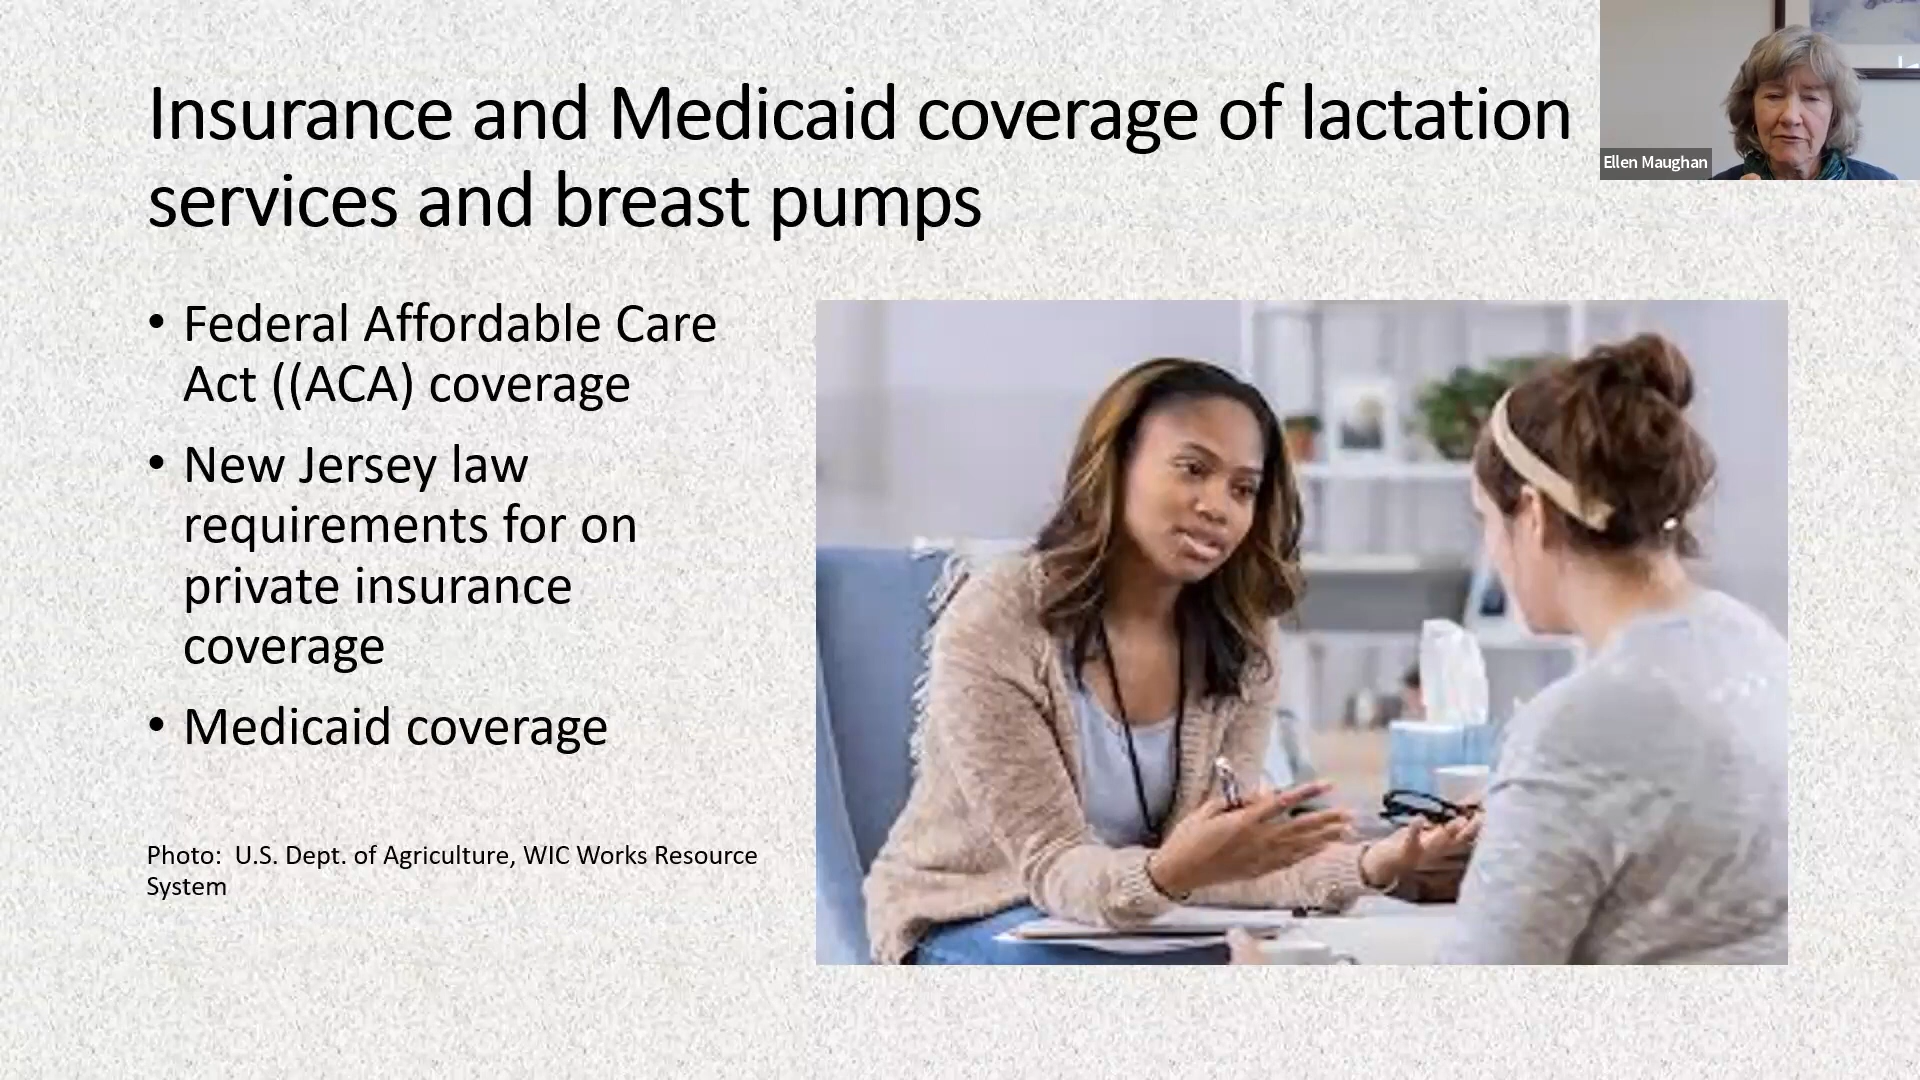 Insurance and Medicaid coverage of lactation
services and breast pumps
Ellen Maughan
• Federal Affordable Care
Act ((ACA) coverage
• New Jersey law
requirements for on
private insurance
coverage
• Medicaid coverage
Photo:  U.S. Dept. of Agriculture, WIC Works Resource
System